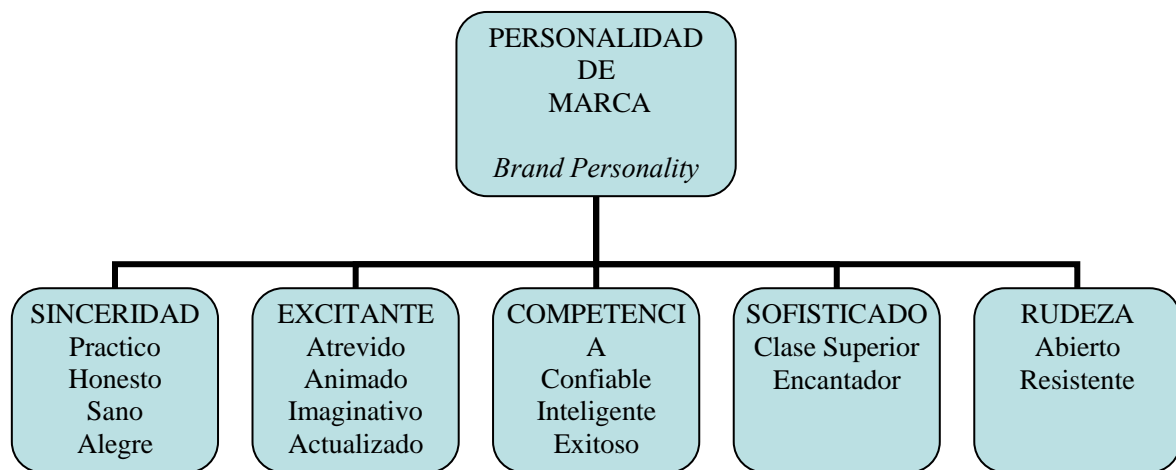 PERSONALIDAD
DE
MARCA
Brand Personality
SINCERIDAD
Practico
Honesto
Sano
Alegre
EXCITANTE
Atrevido
Animado
Imaginativo
Actualizado
COMPETENCI
A
Confiable
Inteligente
Exitoso
SOFISTICADO
Clase Superior
Encantador
RUDEZA
Abierto
Resistente